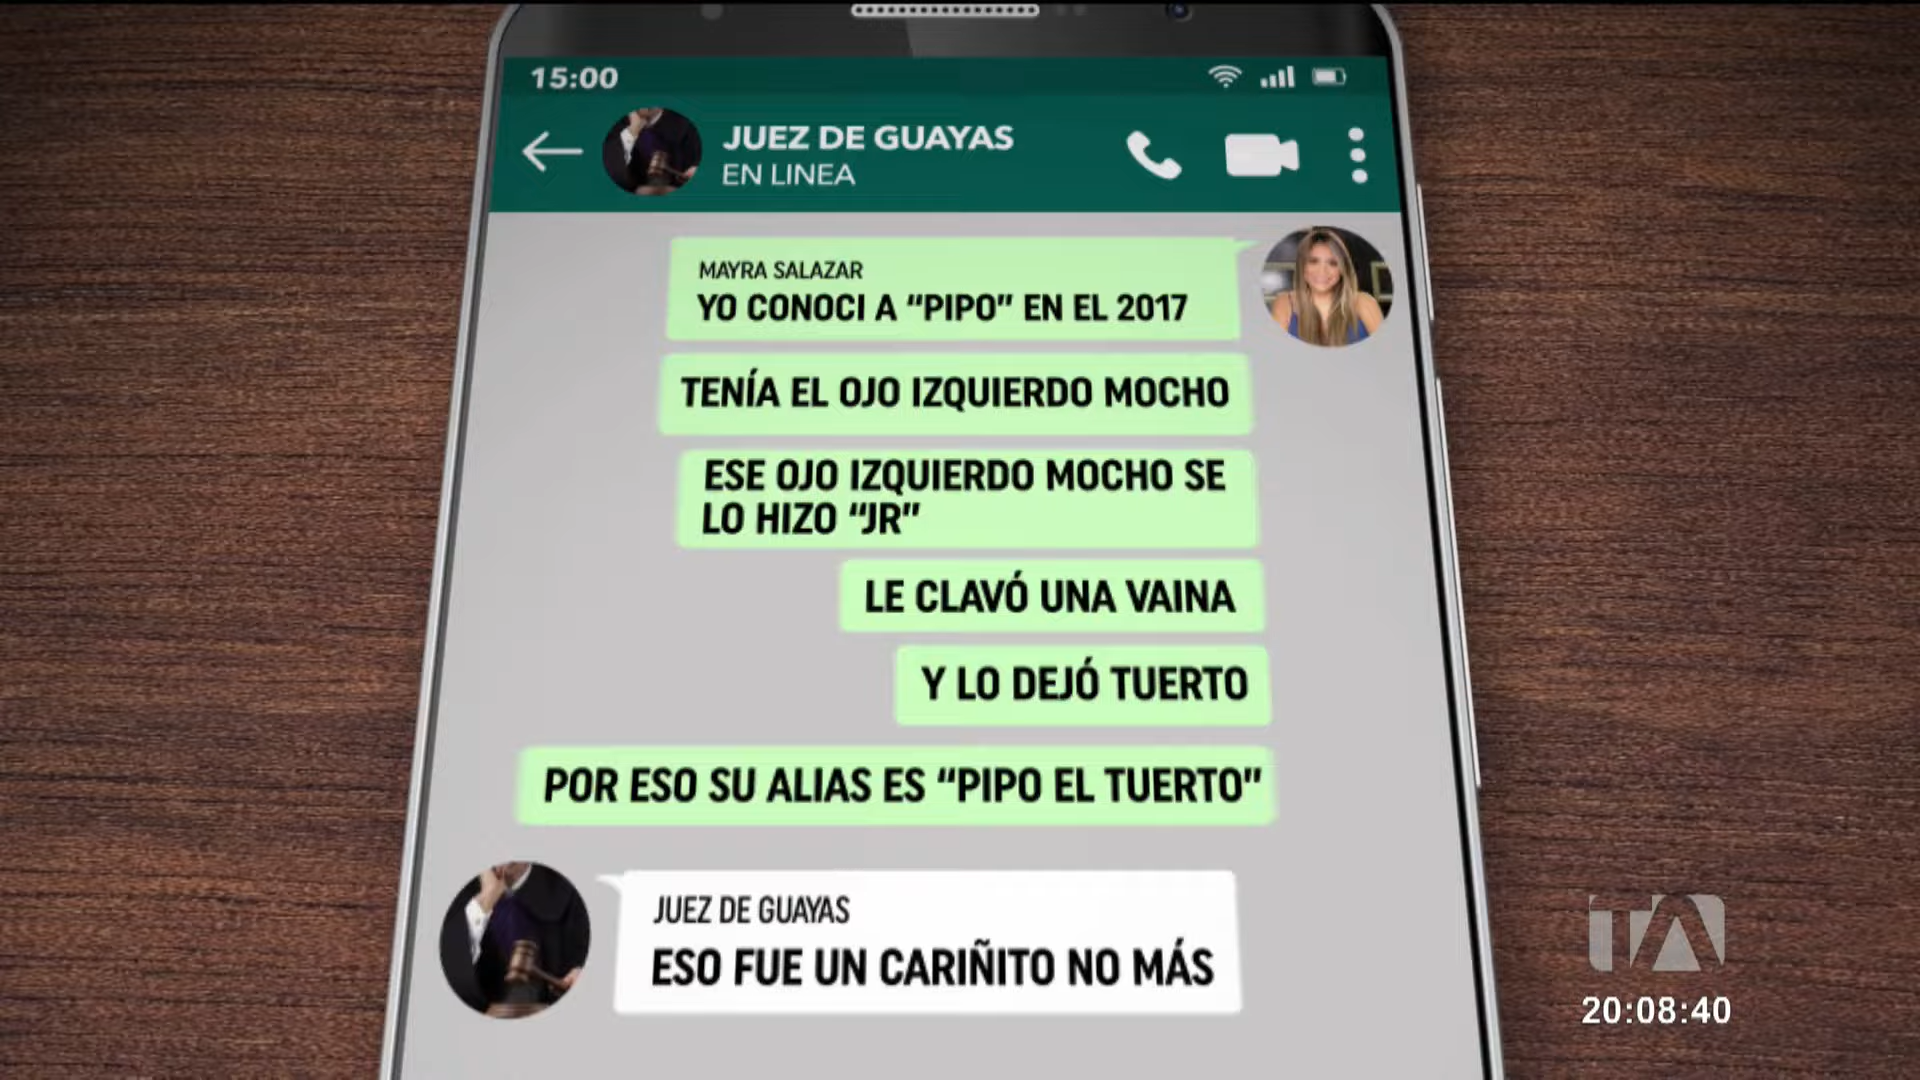 15:00
JUEZ DE GUAYAS
EN LINEA
MAYRA SALAZAR
YO CONOCI A “PIPO” EN EL 2017
TENÍA EL OJO IZQUIERDO MOCHO
ESE OJO IZQUIERDO MOCHO SE
LO HIZO “JR”
LE CLAVÓ UNA VAINA
Y LO DEJÓ TUERTO
POR ESO SU ALIAS ES “PIPO EL TUERTO”
JUEZ DE GUAYAS
ESO FUE UN CARIÑITO NO MÁS
TA
20:08:40